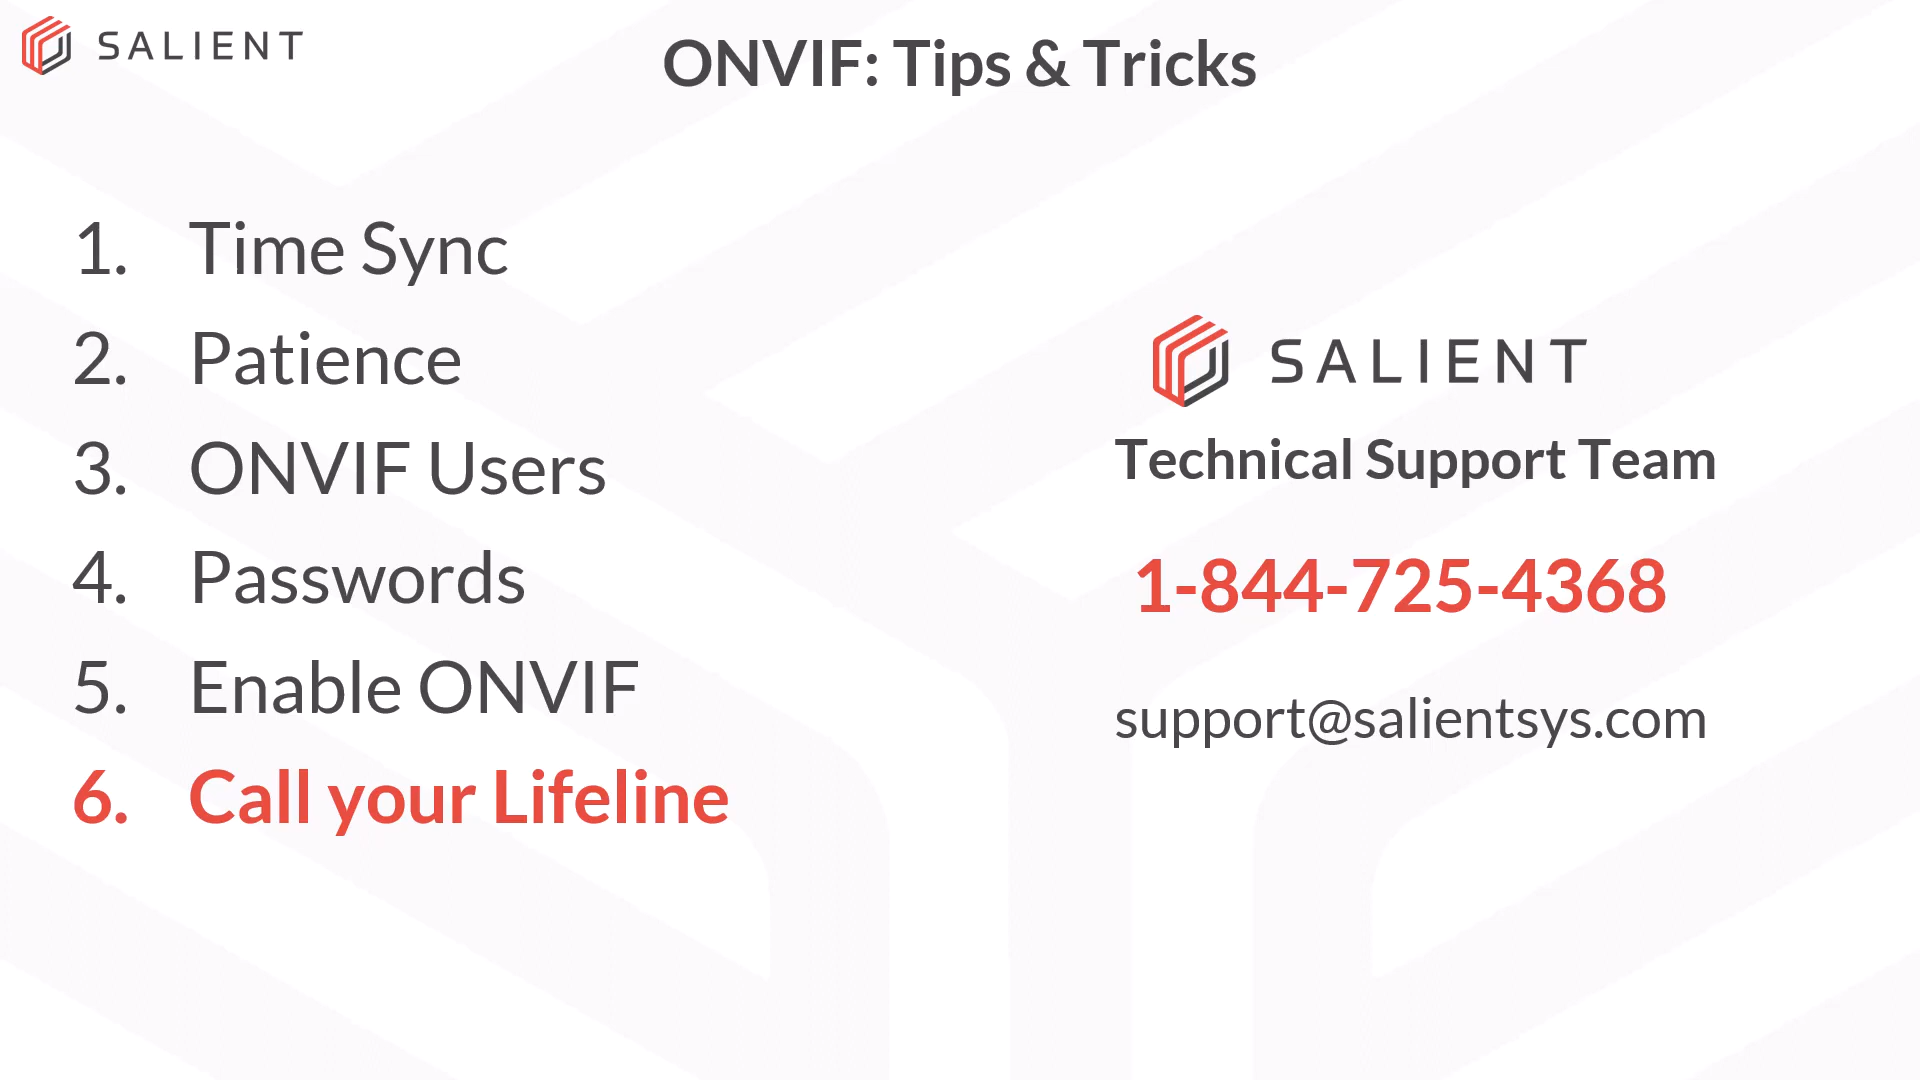 SALIENT
ONVIF: Tips & Tricks
1. Time Sync
2. Patience
3. ONVIF Users
4. Passwords
5. Enable ONVIF
6. Call your Lifeline
SALIENT
Technical Support Team
1-844-725-4368
support@salientsys.com